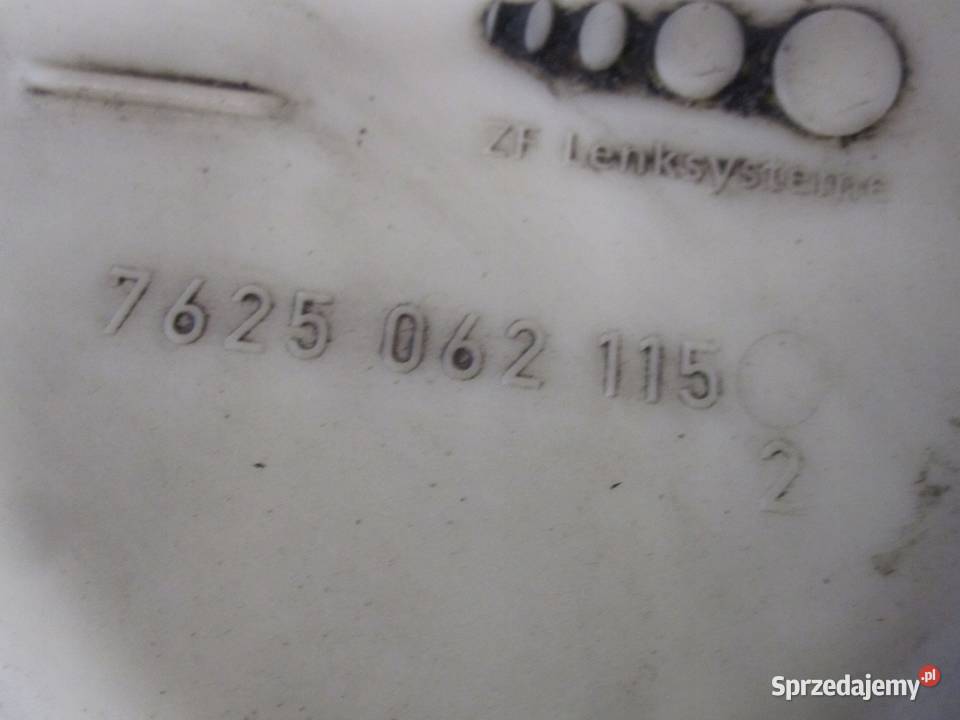 ZF Lenksysteme
7625 062 115
2
Sprzedajemy.pl